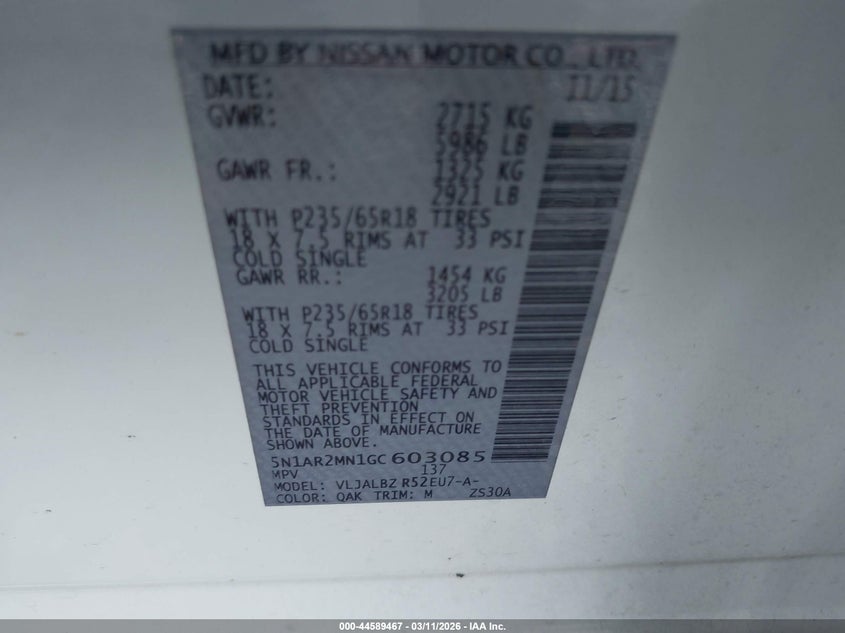 MFD BY NISSAN MOTOR CO., LTD.
DATE: 11/15
GVWR: 2715 KG
5986 LB
GAWR FR.: 1325 KG
2921 LB
WITH P235/65R18 TIRES
18 X 7.5 RIMS AT 33 PSI
COLD SINGLE
GAWR RR.: 1454 KG
3205 LB
WITH P235/65R18 TIRES
18 X 7.5 RIMS AT 33 PSI
COLD SINGLE
THIS VEHICLE CONFORMS TO
ALL APPLICABLE FEDERAL
MOTOR VEHICLE SAFETY AND
THEFT PREVENTION
STANDARDS IN EFFECT ON
THE DATE OF MANUFACTURE
SHOWN ABOVE.
5N1AR2MN1GC603085
MPV 137
MODEL: VLJALBZ R52EU7-A-
COLOR: QAK TRIM: M ZS30A
000-44589467 - 03/11/2026 - IAA Inc.